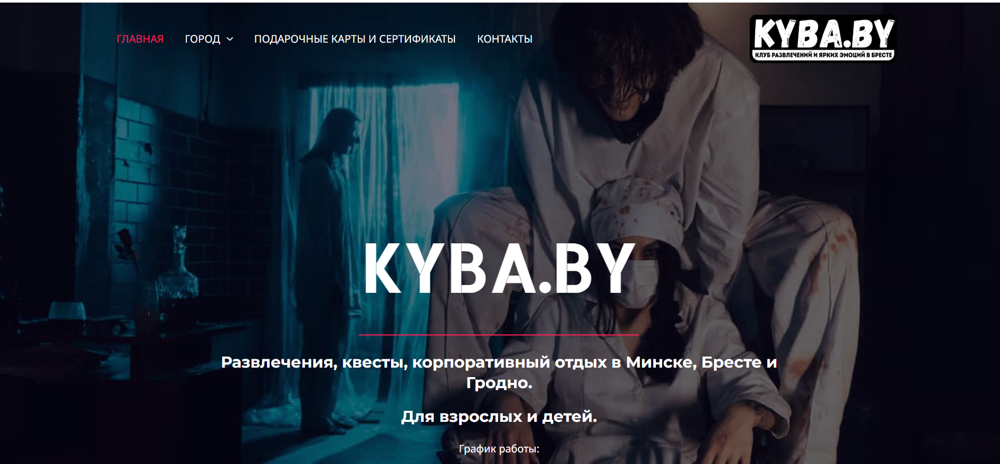 ГЛАВНАЯ ГОРОД ПОДАРОЧНЫЕ КАРТЫ И СЕРТИФИКАТЫ КОНТАКТЫ
KYBA.BY
КЛУБ РАЗВЛЕЧЕНИЙ И ЯРКИХ ЭМОЦИЙ В БРЕСТЕ
KYBA.BY
Развлечения, квесты, корпоративный отдых в Минске, Бресте и
Гродно.
Для взрослых и детей.
График работы: